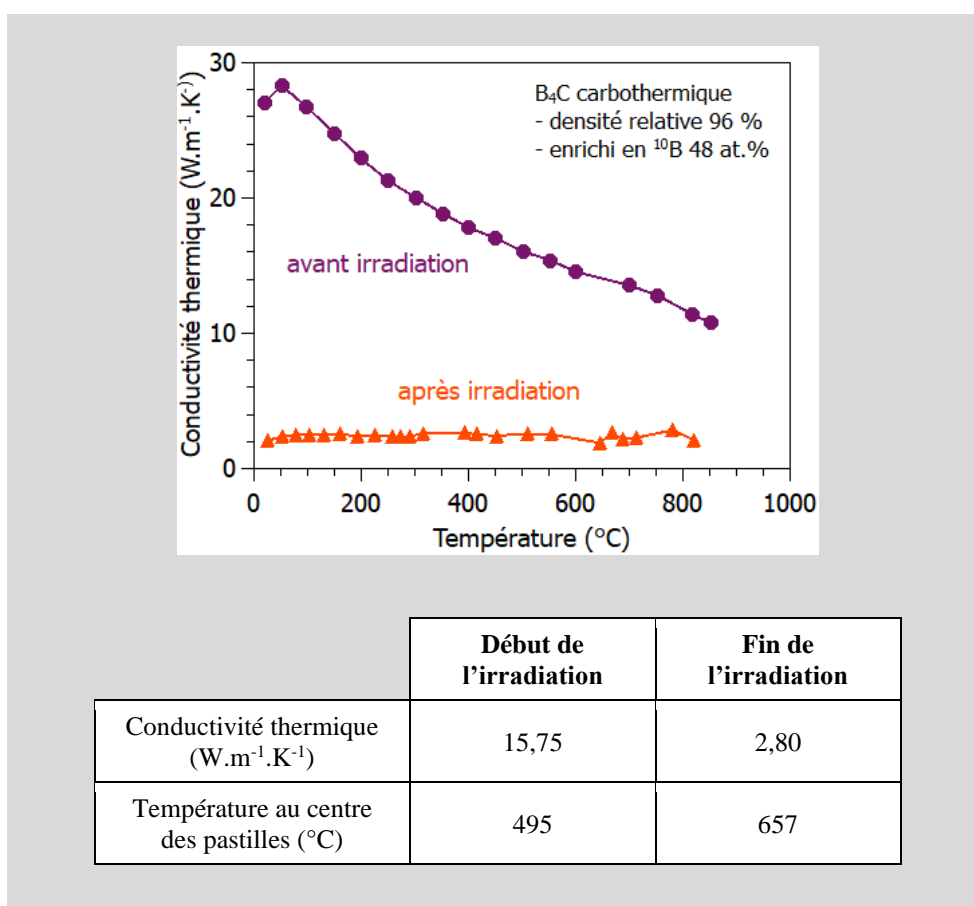 30
20
10
0
Conductivité thermique (W.m-1.K-)
B4C carbothermique
- densité relative 96 %
- enrichi en 10B 48 at.%
avant irradiation
après irradiation
0 200 400 600 800 1000
Température (°C)
Début de
l'irradiation
Fin de
l'irradiation
Conductivité thermique
(W.m-1.K-1)
15,75
2,80
Température au centre
des pastilles (°C)
495
657